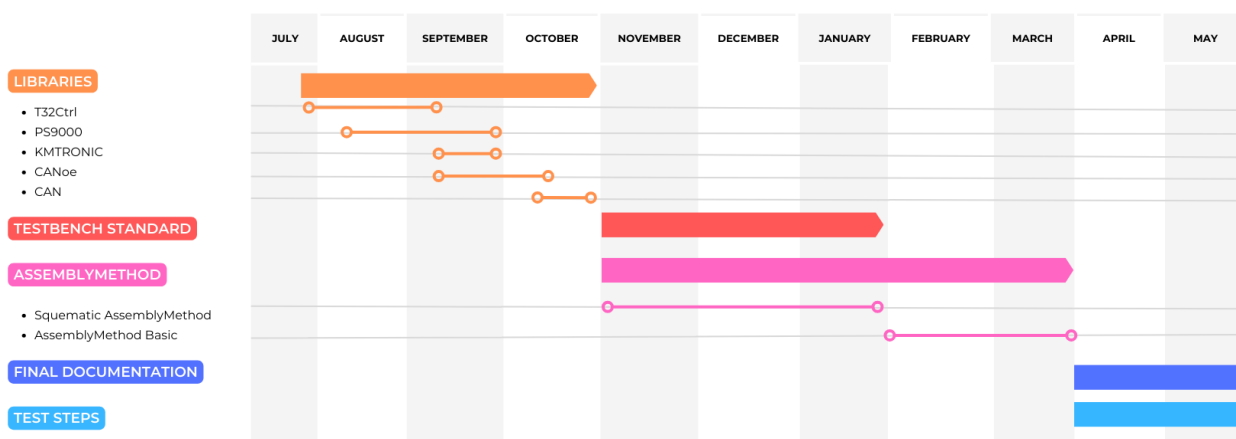 JULY AUGUST SEPTEMBER OCTOBER NOVEMBER DECEMBER JANUARY FEBRUARY MARCH APRIL MAY
LIBRARIES
• T32Ctrl
• PS9000
• KMTRONIC
• CANoe
• CAN
TESTBENCH STANDARD
ASSEMBLYMETHOD
• Squematic AssemblyMethod
• AssemblyMethod Basic
FINAL DOCUMENTATION
TEST STEPS